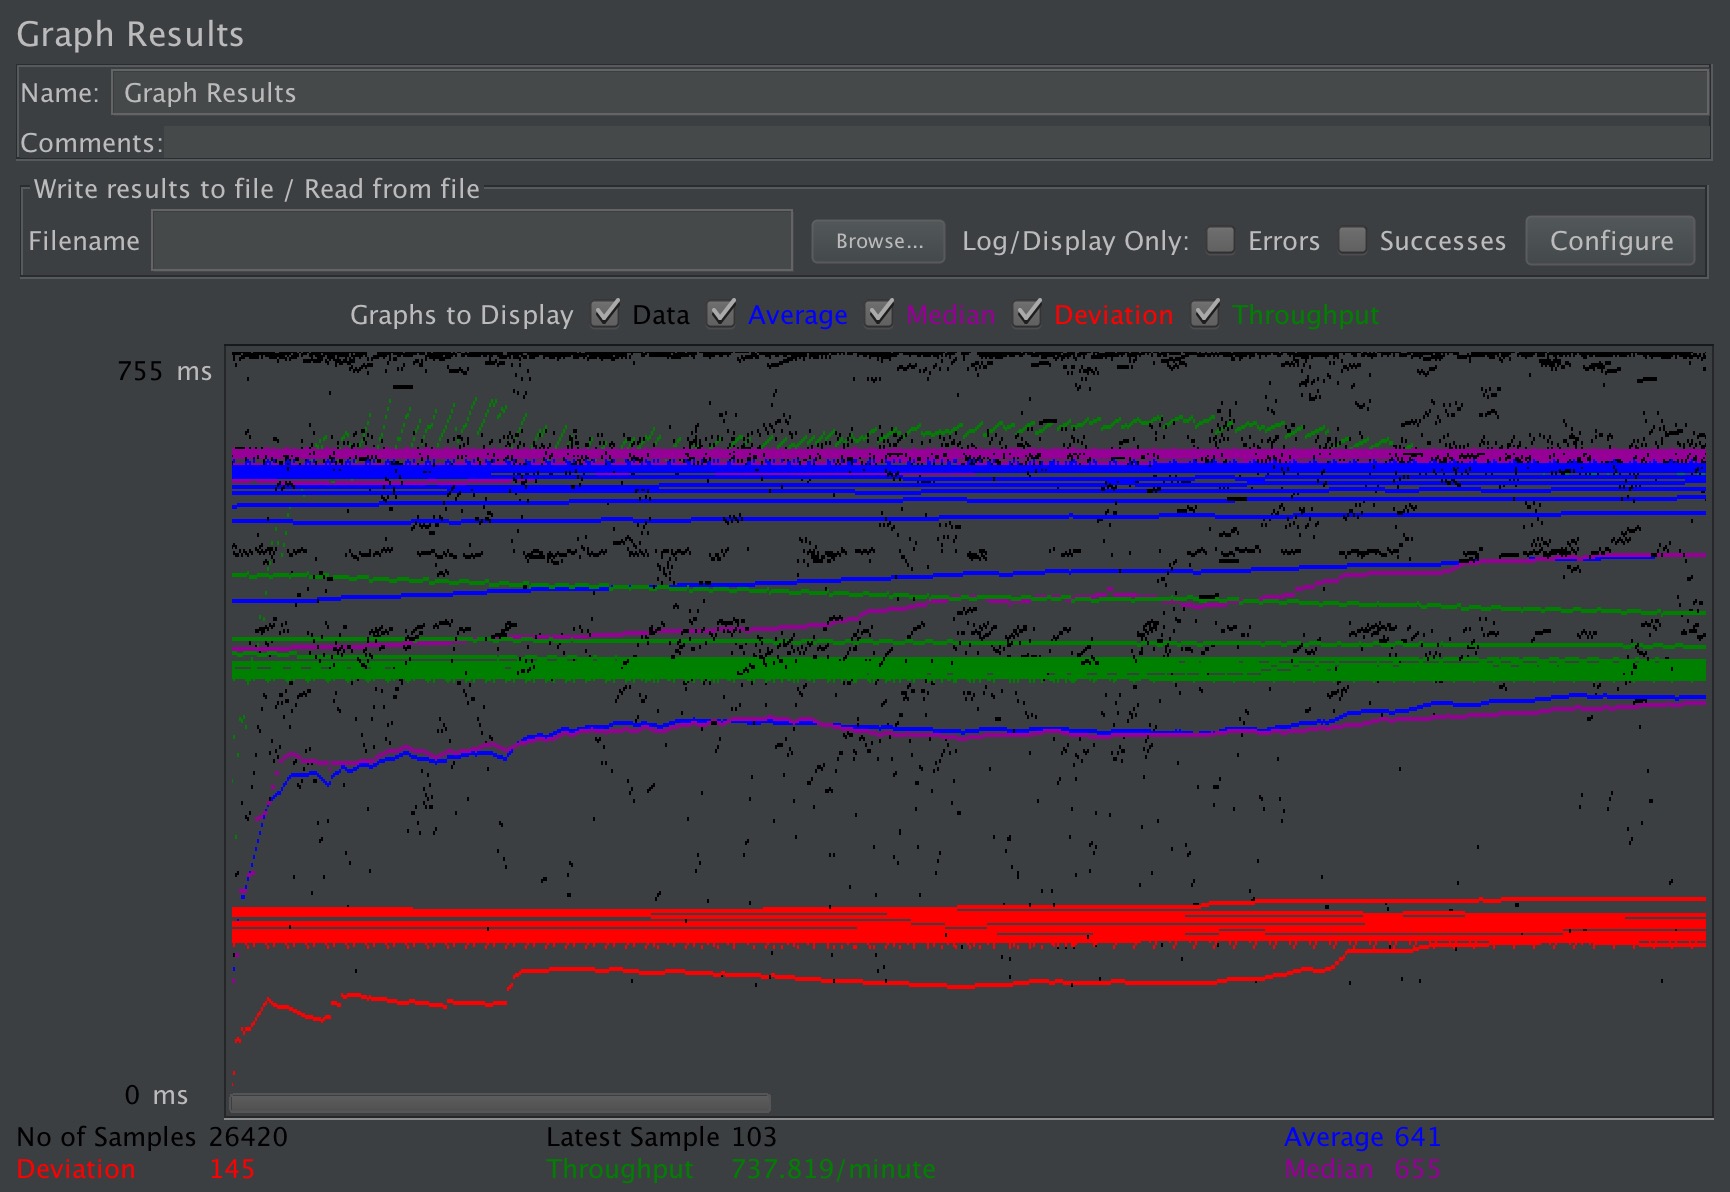 Graph Results
Name: Graph Results
Comments:
Write results to file / Read from file
Filename Browse... Log/Display Only: Errors Successes Configure
Graphs to Display Data Average Median Deviation Throughput
755 ms
0 ms
No of Samples 26420 Latest Sample 103 Average 641
Deviation 145 Throughput 737.819/minute Median 655